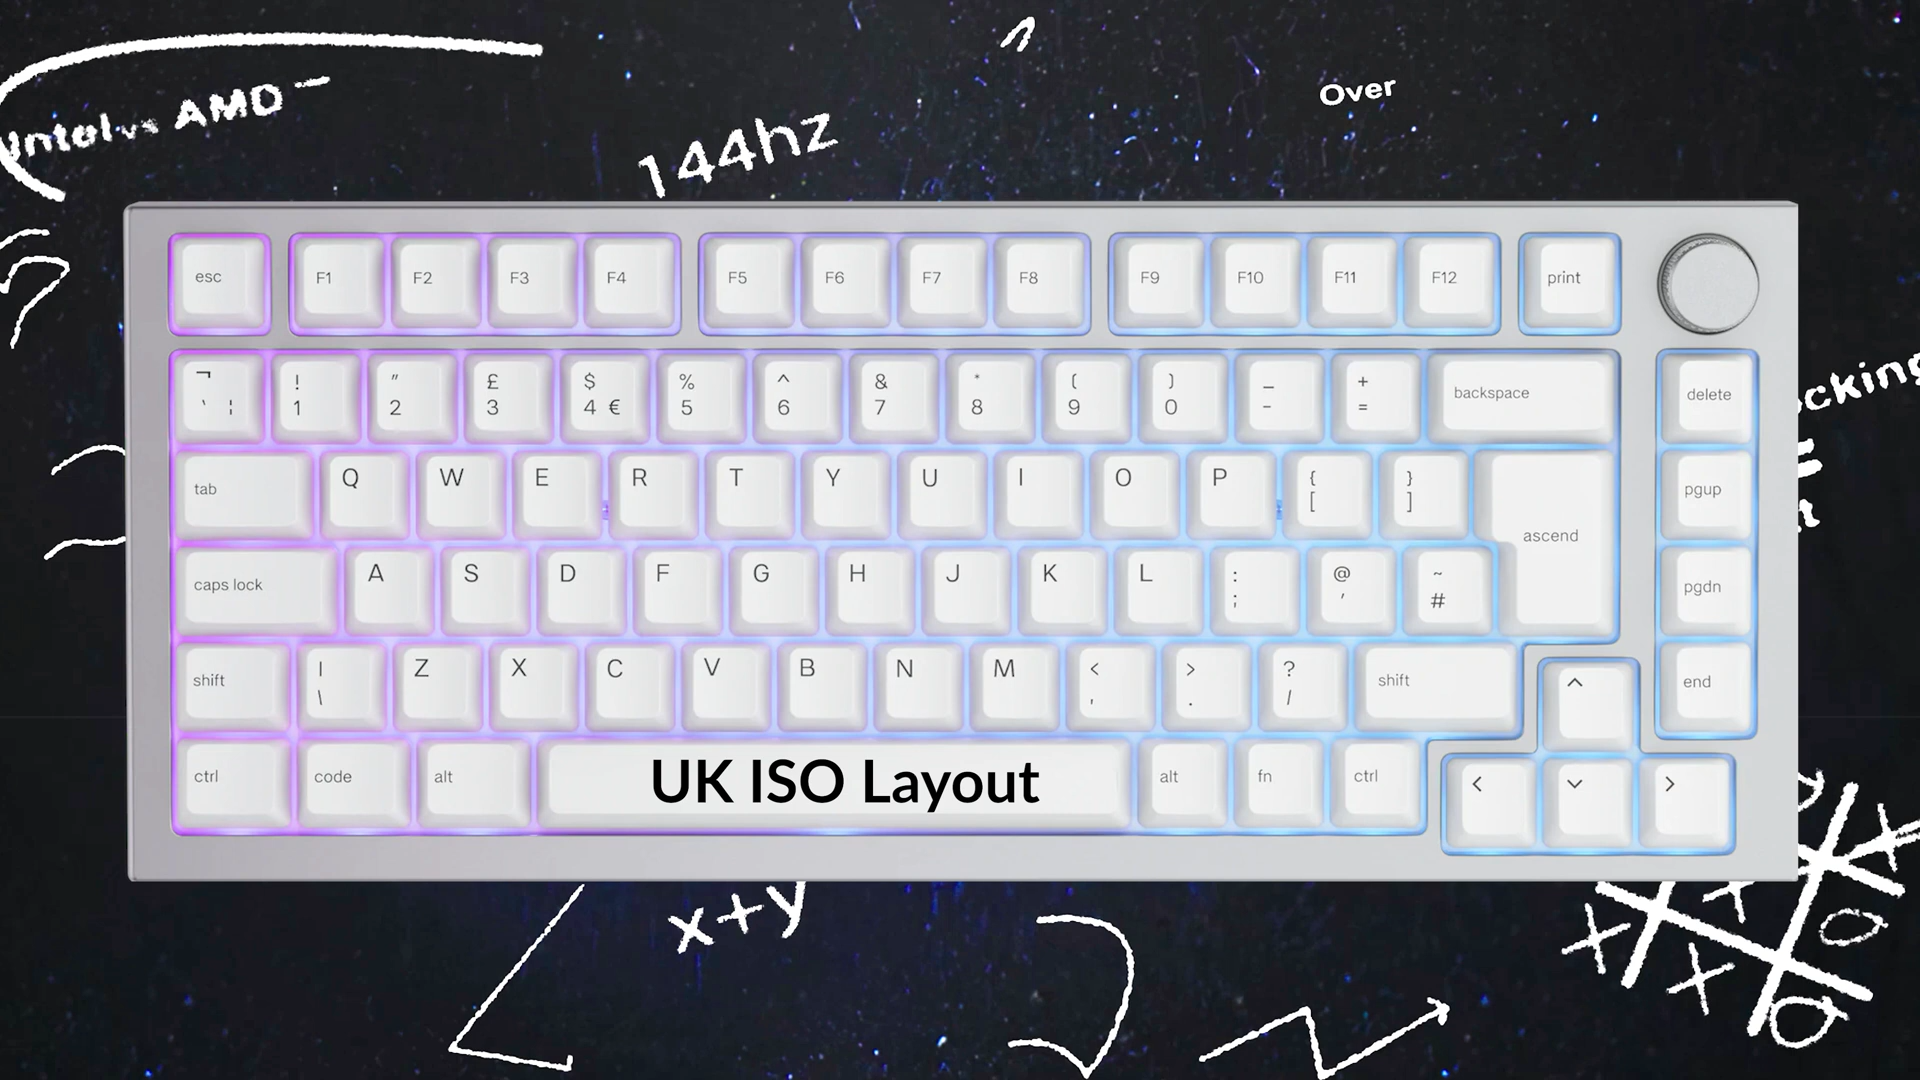 Intel vs AMD
144hz
Over
esc F1 F2 F3 F4 F5 F6 F7 F8 F9 F10 F11 F12 print
¬ ` ¦ ! 1 " 2 £ 3 $ 4 € % 5 ^ 6 & 7 * 8 ( 9 ) 0 _ - + = backspace delete
cking
tab Q W E R T Y U I O P { [ } ] ascend pgup
caps lock A S D F G H J K L : ; @ ' ~ # pgdn
shift | \ Z X C V B N M < , > . ? / shift ^ end
ctrl code alt UK ISO Layout alt fn ctrl
x+y